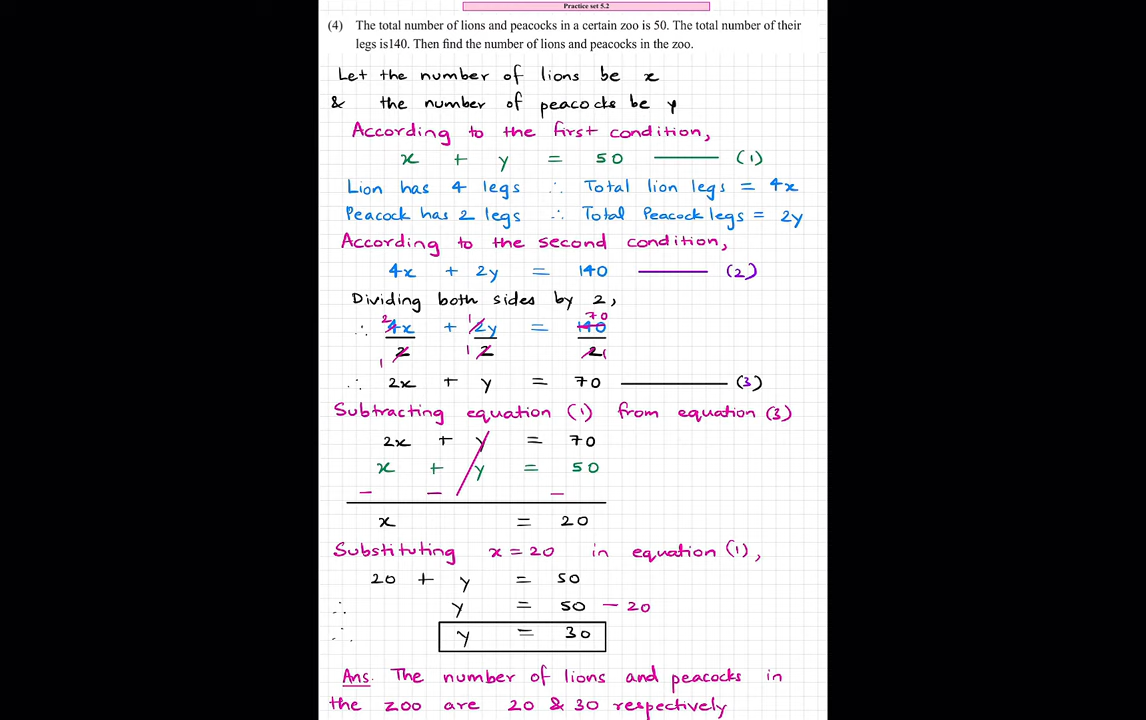 Practice set 5.2
(4) The total number of lions and peacocks in a certain zoo is 50. The total number of their
legs is140. Then find the number of lions and peacocks in the zoo.
Let the number of lions be x
& the number of peacocks be y
According to the first condition,
x + y = 50 ——— (1)
Lion has 4 legs ∴ Total lion legs = 4x
Peacock has 2 legs ∴ Total Peacock legs = 2y
According to the second condition,
4x + 2y = 140 ——— (2)
Dividing both sides by 2,
2 1 70
∴ 4x + 2y = 140
1 2 1 2 2 1
∴ 2x + y = 70 ——— (3)
Subtracting equation (1) from equation (3)
2x + y = 70
x + y = 50
− − −
x = 20
Substituting x = 20 in equation (1),
20 + y = 50
∴ y = 50 − 20
∴ y = 30
Ans. The number of lions and peacocks in
the zoo are 20 & 30 respectively